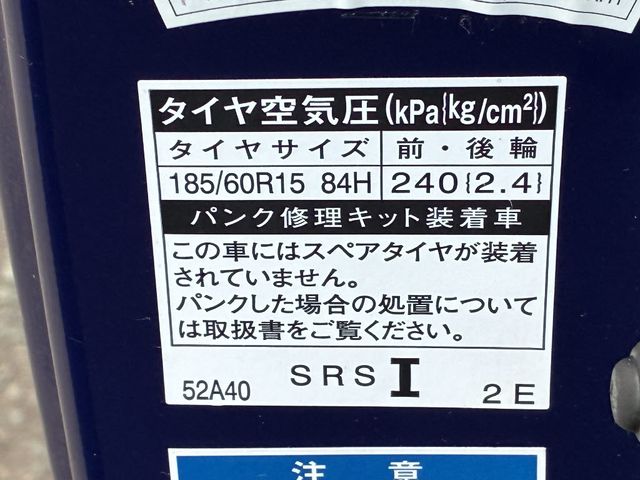 タイヤ空気圧(kPa{kg/cm²})
タイヤサイズ 前・後輪
185/60R15 84H 240{2.4}
パンク修理キット装着車
この車にはスペアタイヤが装着
されていません。
パンクした場合の処置について
は取扱書をご覧ください。
52A40 SRS I 2E
注意